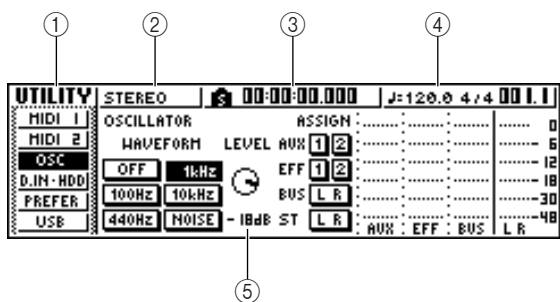 ① ② ③ ④
UTILITY STEREO S 00:00:00.000 ♩=120.0 4/4 001.1
MIDI 1 OSCILLATOR ASSIGN 0
MIDI 2 WAVEFORM LEVEL AUX 1 2 6
OSC OFF 1kHz EFF 1 2 12
D.IN·HDD 100Hz 10kHz BUS L R 18
PREFER 440Hz NOISE -18dB ST L R 30
USB AUX EFF BUS L R 48
⑤